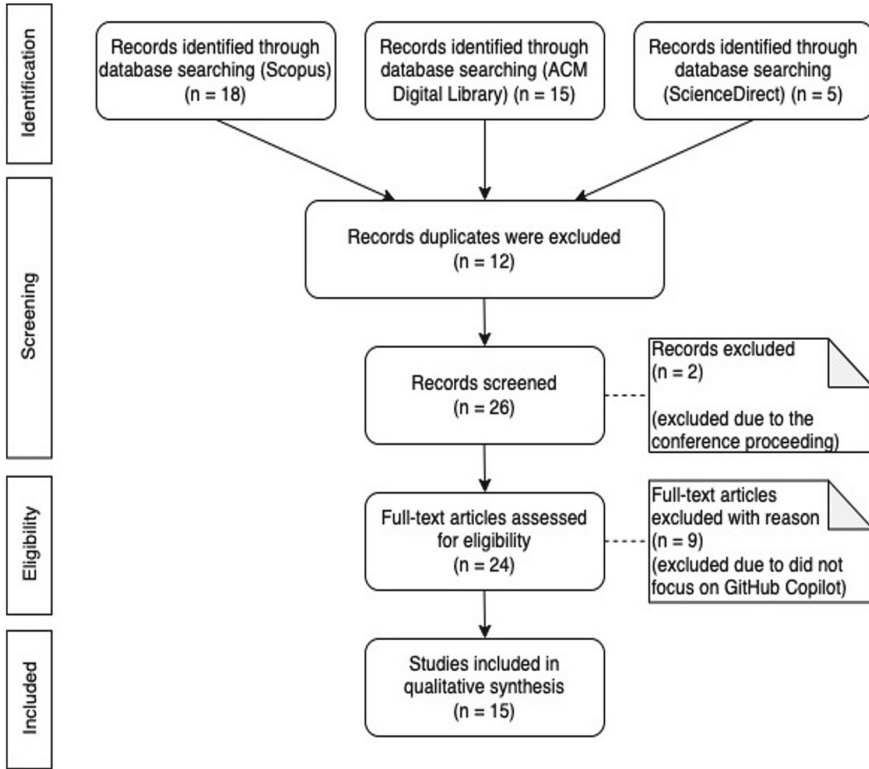 Identification
Records identified through
database searching (Scopus)
(n = 18)
Records identified through
database searching (ACM
Digital Library) (n = 15)
Records identified through
database searching
(ScienceDirect) (n = 5)
Screening
Records duplicates were excluded
(n = 12)
Records screened
(n = 26)
Records excluded
(n = 2)
(excluded due to the
conference proceeding)
Eligibility
Full-text articles assessed
for eligibility
(n = 24)
Full-text articles
excluded with reason
(n = 9)
(excluded due to did not
focus on GitHub Copilot)
Included
Studies included in
qualitative synthesis
(n = 15)